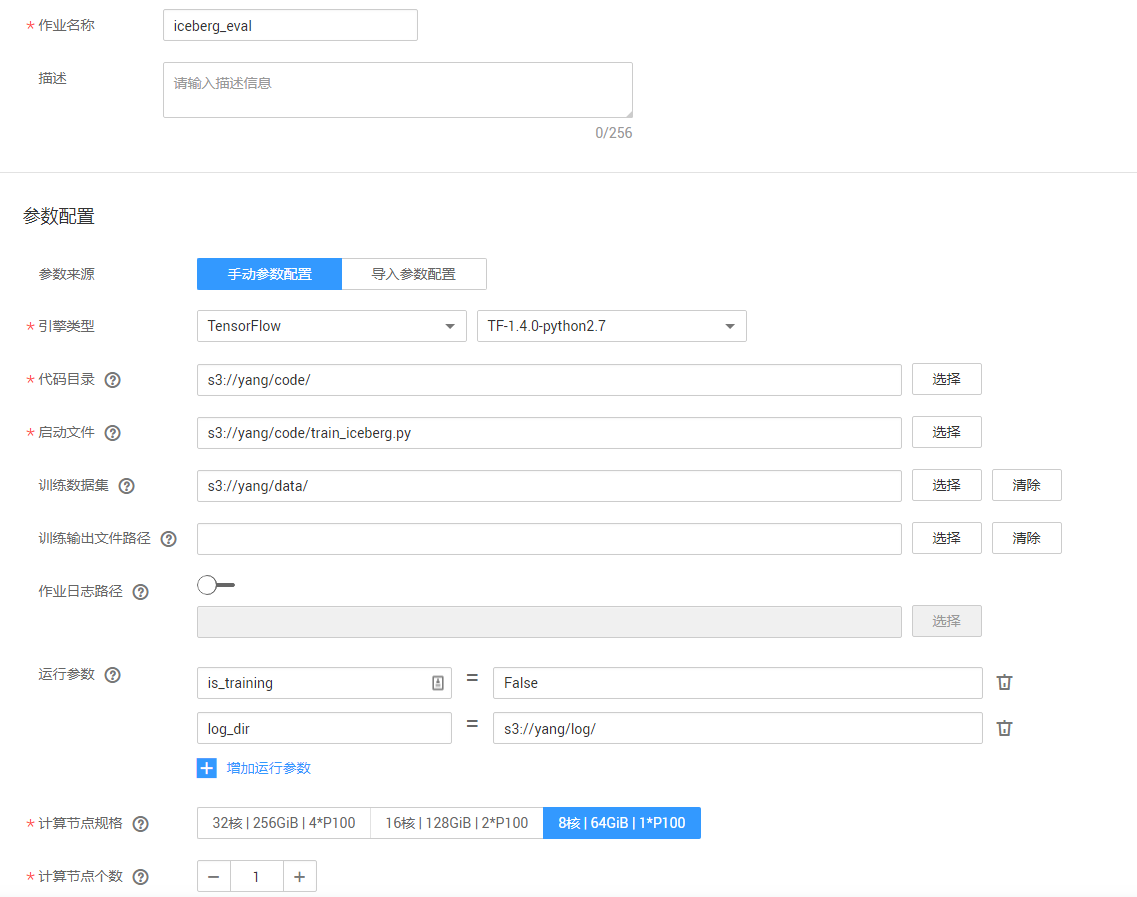 * 作业名称 iceberg_eval
描述 请输入描述信息
0/256
参数配置
参数来源 手动参数配置 导入参数配置
* 引擎类型 TensorFlow TF-1.4.0-python2.7
* 代码目录 ? s3://yang/code/ 选择
* 启动文件 ? s3://yang/code/train_iceberg.py 选择
训练数据集 ? s3://yang/data/ 选择 清除
训练输出文件路径 ? 选择 清除
作业日志路径 ?
选择
运行参数 ? is_training = False
log_dir = s3://yang/log/
+ 增加运行参数
* 计算节点规格 ? 32核 | 256GiB | 4*P100 16核 | 128GiB | 2*P100 8核 | 64GiB | 1*P100
* 计算节点个数 ? − 1 +